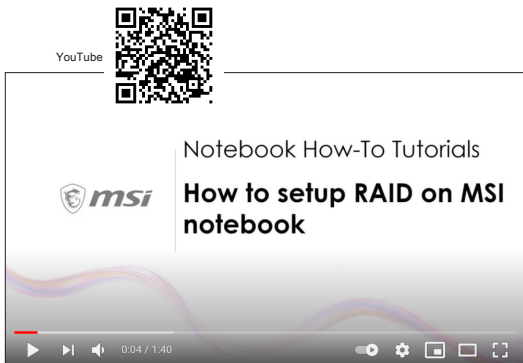 YouTube
Notebook How-To Tutorials
msi
How to setup RAID on MSI
notebook
0:04 / 1:40